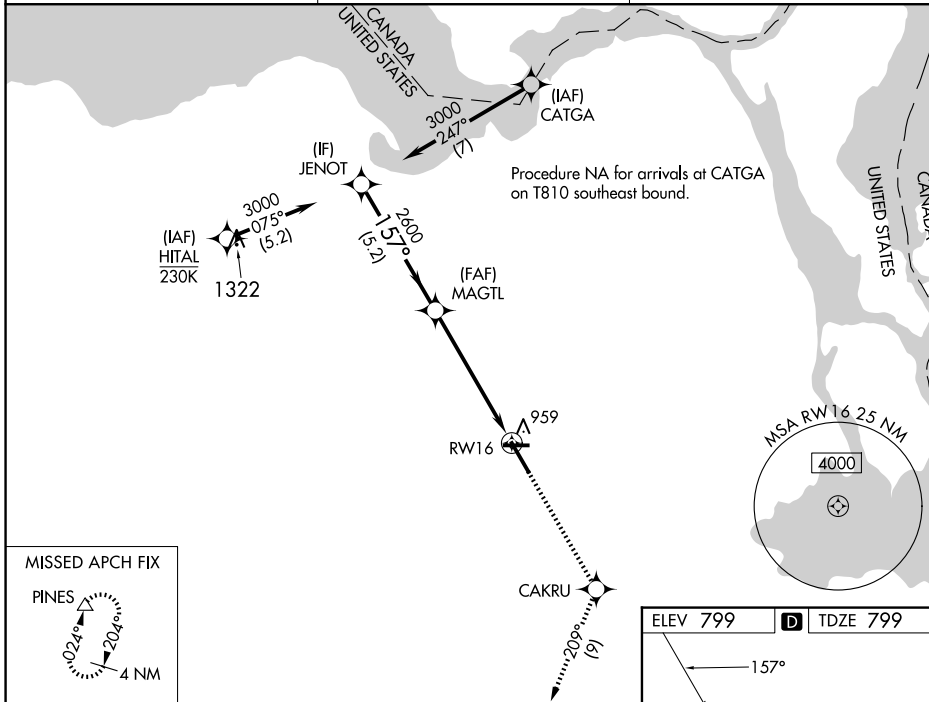 CANADA
UNITED STATES
(IAF)
CATGA
3000
247°
(7)
(IF)
JENOT
Procedure NA for arrivals at CATGA
on T810 southeast bound.
CANADA
UNITED STATES
3000
075°
(5.2)
(IAF)
HITAL
230K
1322
2600
157°
(5.2)
(FAF)
MAGTL
959
RW16
MSA RW16 25 NM
4000
MISSED APCH FIX
PINES
024°
204°
4 NM
CAKRU
209°
(9)
ELEV 799 D TDZE 799
157°